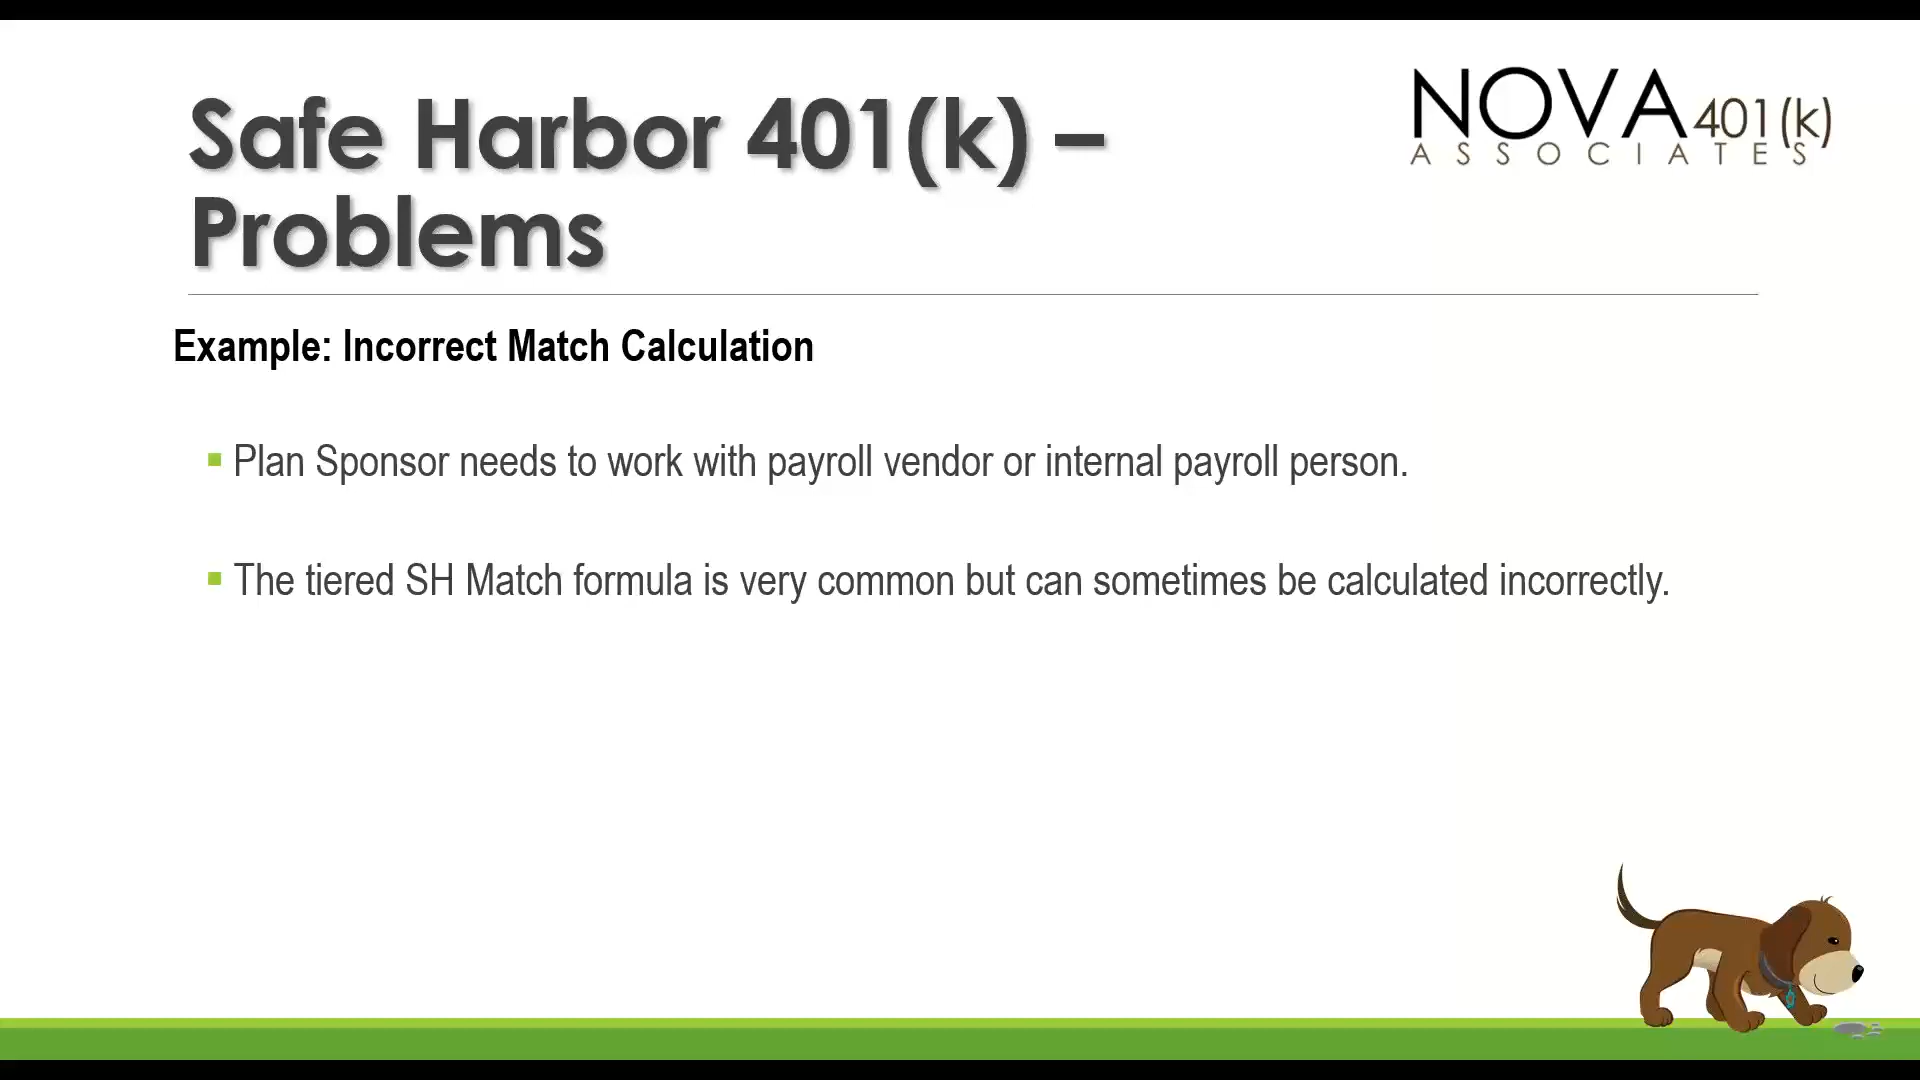 NOVA 401(k)
ASSOCIATES
Safe Harbor 401(k) –
Problems
Example: Incorrect Match Calculation
Plan Sponsor needs to work with payroll vendor or internal payroll person.
The tiered SH Match formula is very common but can sometimes be calculated incorrectly.